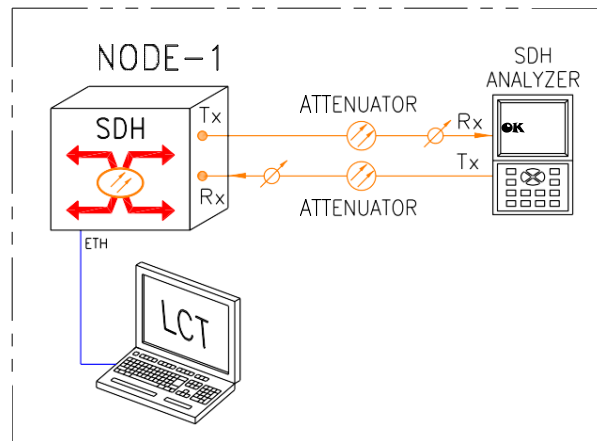 NODE-1
SDH
ANALYZER
ATTENUATOR
SDH
Tx
Rx
OK
Tx
Rx
ATTENUATOR
ETH
LCT